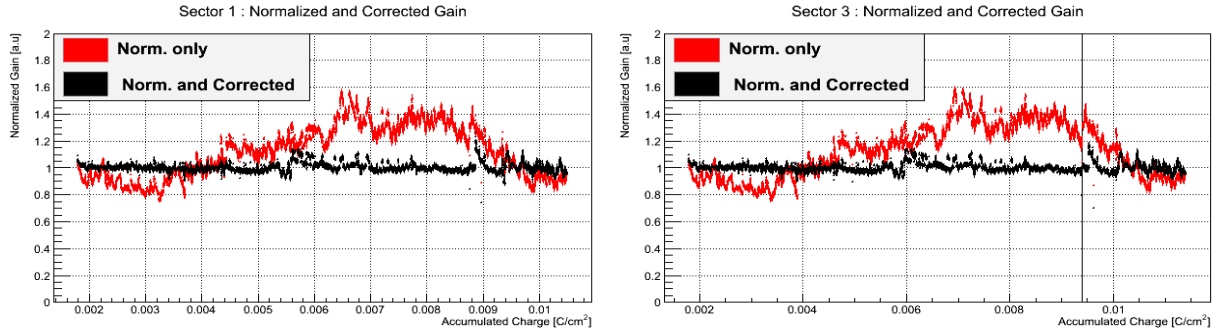 Sector 1 : Normalized and Corrected Gain
Normalized Gain [a.u]
2
1.8
1.6
1.4
1.2
1
0.8
0.6
0.4
0.2
0
Norm. only
Norm. and Corrected
0.002 0.003 0.004 0.005 0.006 0.007 0.008 0.009 0.01
Accumulated Charge [C/cm²]
Sector 3 : Normalized and Corrected Gain
Normalized Gain [a.u]
2
1.8
1.6
1.4
1.2
1
0.8
0.6
0.4
0.2
0
Norm. only
Norm. and Corrected
0.002 0.004 0.006 0.008 0.01
Accumulated Charge [C/cm²]